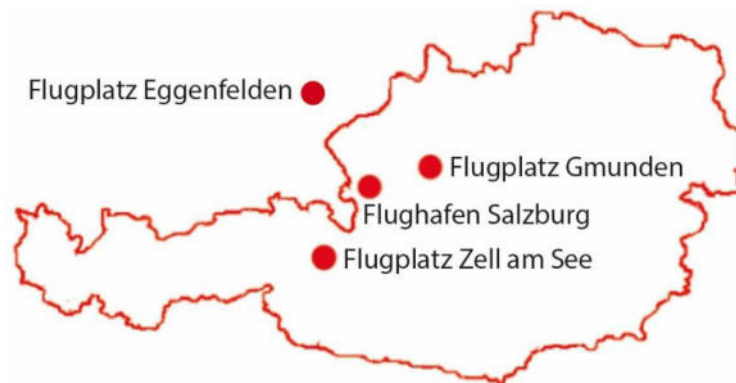 Flugplatz Eggenfelden
Flugplatz Gmunden
Flughafen Salzburg
Flugplatz Zell am See